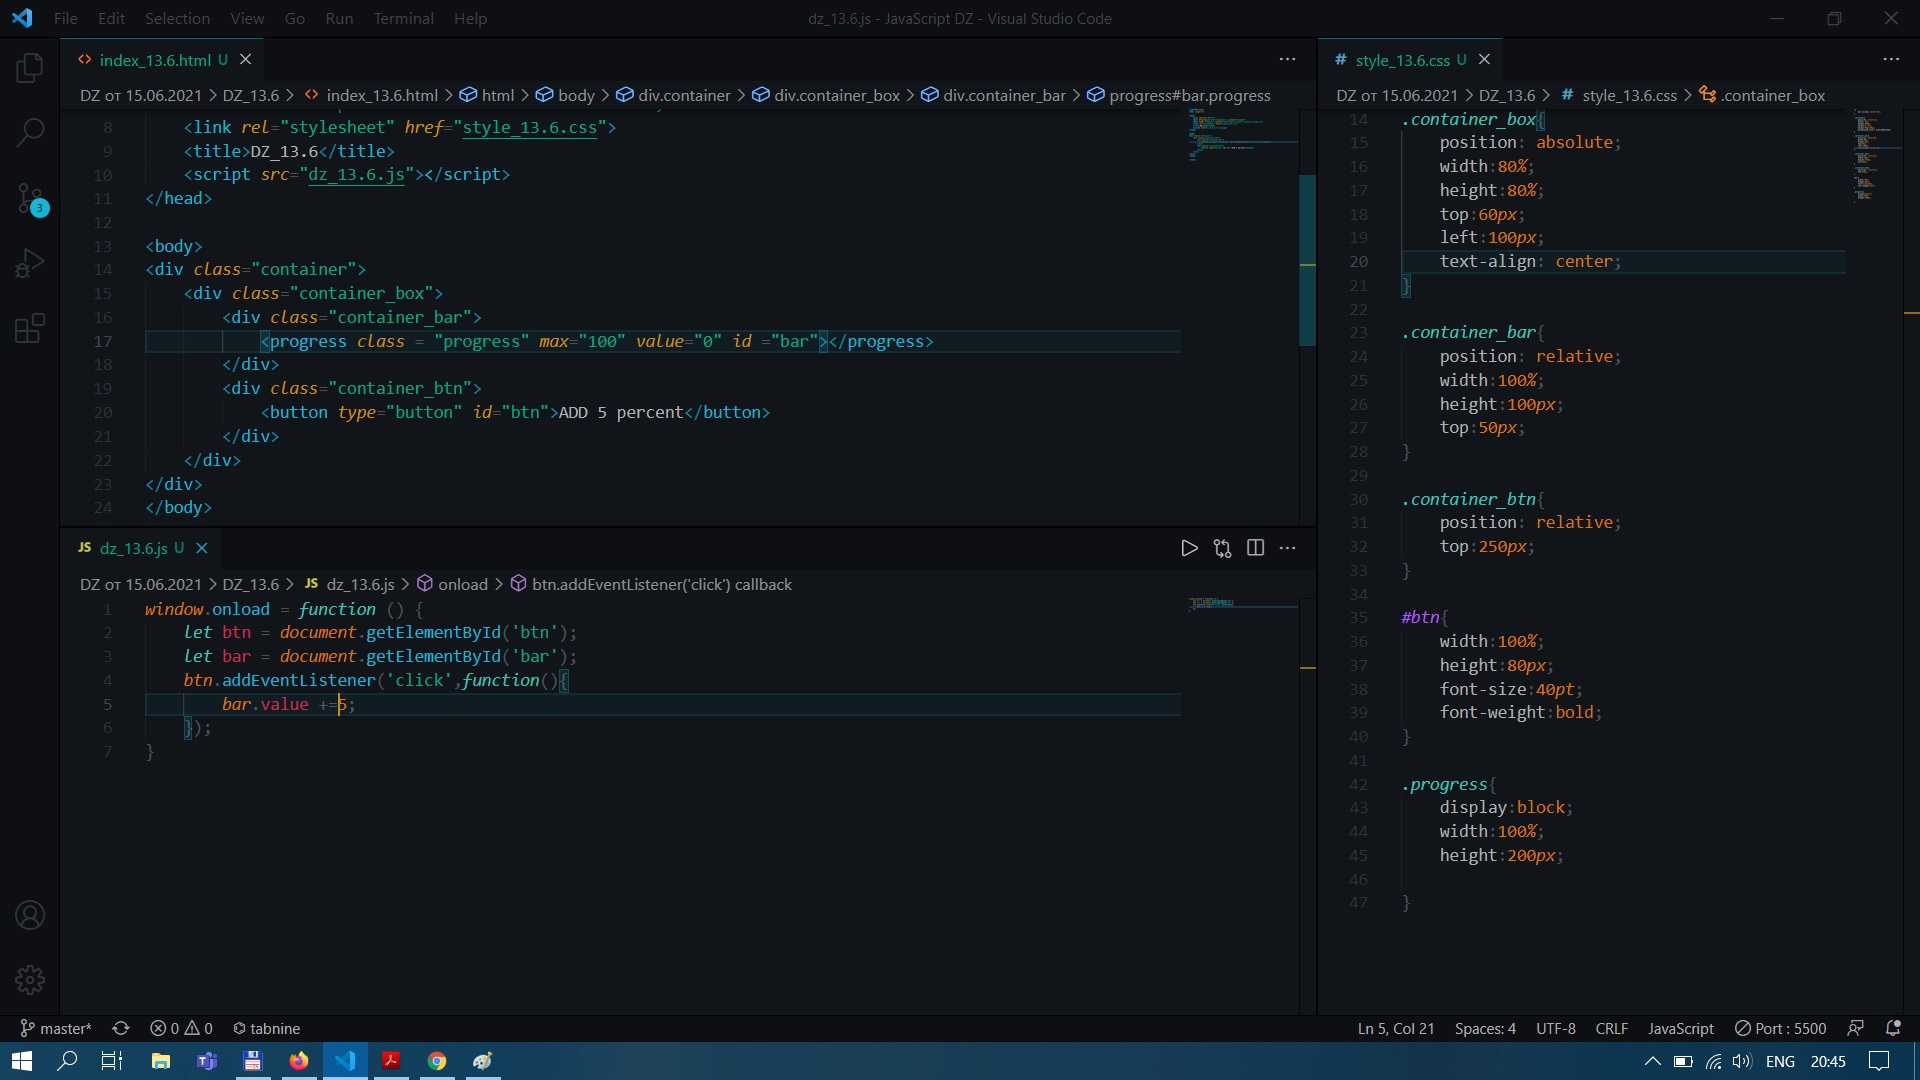 File Edit Selection View Go Run Terminal Help
dz_13.6.js - JavaScript DZ - Visual Studio Code
index_13.6.html U
DZ от 15.06.2021 > DZ_13.6 > index_13.6.html > html > body > div.container > div.container_box > div.container_bar > progress#bar.progress
8 <link rel="stylesheet" href="style_13.6.css">
9 <title>DZ_13.6</title>
10 <script src="dz_13.6.js"></script>
11 </head>
12
13 <body>
14 <div class="container">
15 <div class="container_box">
16 <div class="container_bar">
17 <progress class = "progress" max="100" value="0" id ="bar"></progress>
18 </div>
19 <div class="container_btn">
20 <button type="button" id="btn">ADD 5 percent</button>
21 </div>
22 </div>
23 </div>
24 </body>
JS dz_13.6.js U
DZ от 15.06.2021 > DZ_13.6 > JS dz_13.6.js > onload > btn.addEventListener('click') callback
1 window.onload = function () {
2 let btn = document.getElementById('btn');
3 let bar = document.getElementById('bar');
4 btn.addEventListener('click',function(){
5 bar.value +=5;
6 });
7 }
# style_13.6.css U
DZ от 15.06.2021 > DZ_13.6 > # style_13.6.css > .container_box
14 .container_box{
15 position: absolute;
16 width:80%;
17 height:80%;
18 top:60px;
19 left:100px;
20 text-align: center;
21 }
22
23 .container_bar{
24 position: relative;
25 width:100%;
26 height:100px;
27 top:50px;
28 }
29
30 .container_btn{
31 position: relative;
32 top:250px;
33 }
34
35 #btn{
36 width:100%;
37 height:80px;
38 font-size:40pt;
39 font-weight:bold;
40 }
41
42 .progress{
43 display:block;
44 width:100%;
45 height:200px;
46
47 }
3
master* 0 0 tabnine
Ln 5, Col 21 Spaces: 4 UTF-8 CRLF JavaScript Port : 5500
ENG 20:45